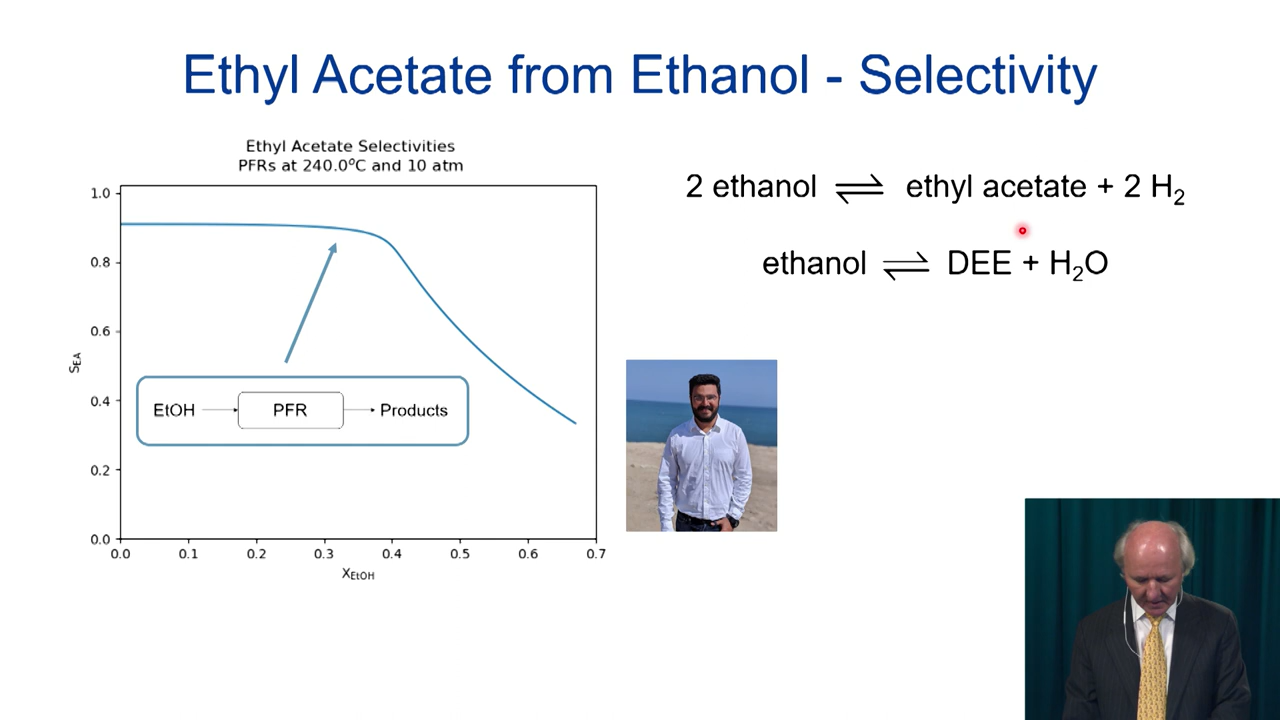 Ethyl Acetate from Ethanol - Selectivity
Ethyl Acetate Selectivities
PFRs at 240.0°C and 10 atm
1.0
0.8
0.6
0.4
0.2
0.0
S_EA
0.0 0.1 0.2 0.3 0.4 0.5 0.6 0.7
X_EtOH
EtOH → PFR → Products
2 ethanol ⇌ ethyl acetate + 2 H₂
ethanol ⇌ DEE + H₂O